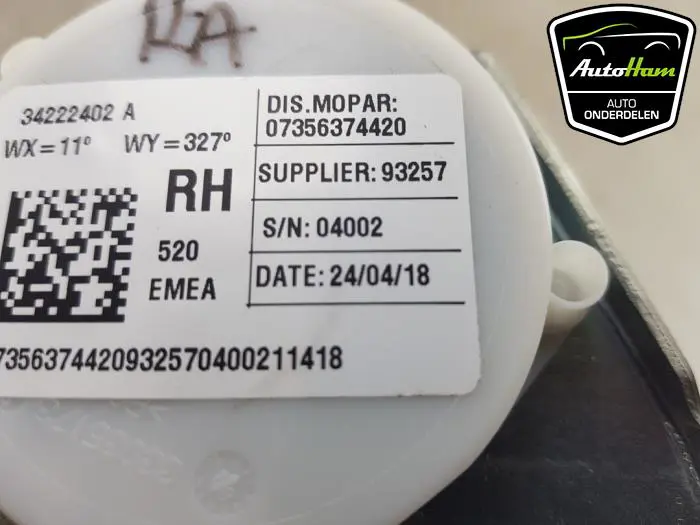 RA
AutoHam
AUTO
ONDERDELEN
34222402 A
WX=11° WY=327°
RH
520
EMEA
DIS.MOPAR:
07356374420
SUPPLIER: 93257
S/N: 04002
DATE: 24/04/18
7356374420932570400211418